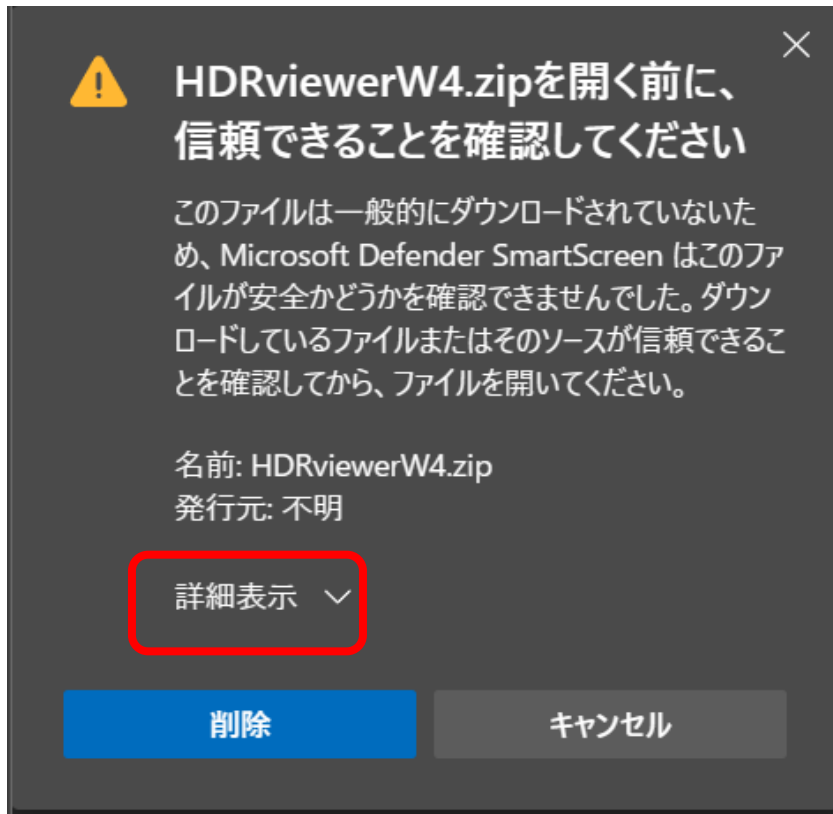 HDRviewerW4.zipを開く前に、
信頼できることを確認してください
このファイルは一般的にダウンロードされていないた
め、Microsoft Defender SmartScreen はこのファ
イルが安全かどうかを確認できませんでした。ダウン
ロードしているファイルまたはそのソースが信頼できるこ
とを確認してから、ファイルを開いてください。
名前: HDRviewerW4.zip
発行元: 不明
詳細表示
削除
キャンセル